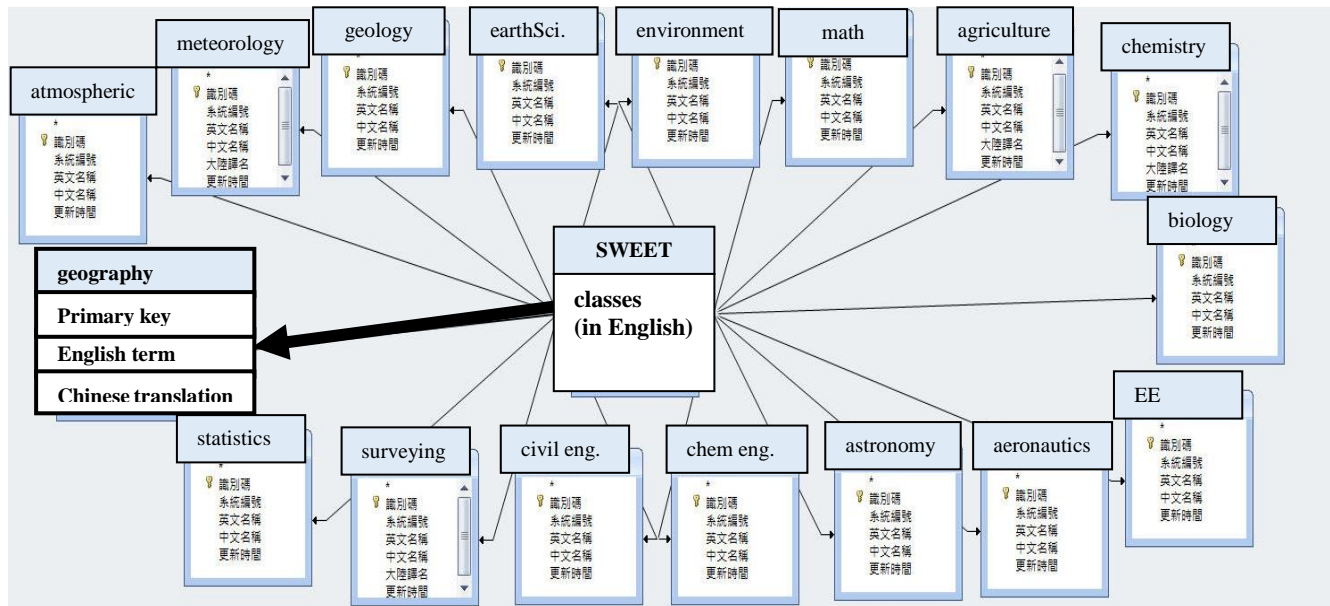 atmospheric
*
識別碼
系統編號
英文名稱
中文名稱
更新時間
meteorology
*
識別碼
系統編號
英文名稱
中文名稱
大陸譯名
更新時間
geology
*
識別碼
系統編號
英文名稱
中文名稱
更新時間
earthSci.
識別碼
系統編號
英文名稱
中文名稱
更新時間
environment
識別碼
系統編號
英文名稱
中文名稱
更新時間
math
識別碼
系統編號
英文名稱
中文名稱
更新時間
agriculture
*
識別碼
系統編號
英文名稱
中文名稱
大陸譯名
更新時間
chemistry
*
識別碼
系統編號
英文名稱
中文名稱
大陸譯名
更新時間
biology
識別碼
系統編號
英文名稱
中文名稱
更新時間
geography
Primary key
English term
Chinese translation
SWEET
classes
(in English)
statistics
*
識別碼
系統編號
英文名稱
中文名稱
更新時間
surveying
*
識別碼
系統編號
英文名稱
中文名稱
大陸譯名
更新時間
civil eng.
*
識別碼
系統編號
英文名稱
中文名稱
更新時間
chem eng.
*
識別碼
系統編號
英文名稱
中文名稱
更新時間
astronomy
*
識別碼
系統編號
英文名稱
中文名稱
更新時間
aeronautics
*
識別碼
系統編號
英文名稱
中文名稱
更新時間
EE
*
識別碼
系統編號
英文名稱
中文名稱
更新時間